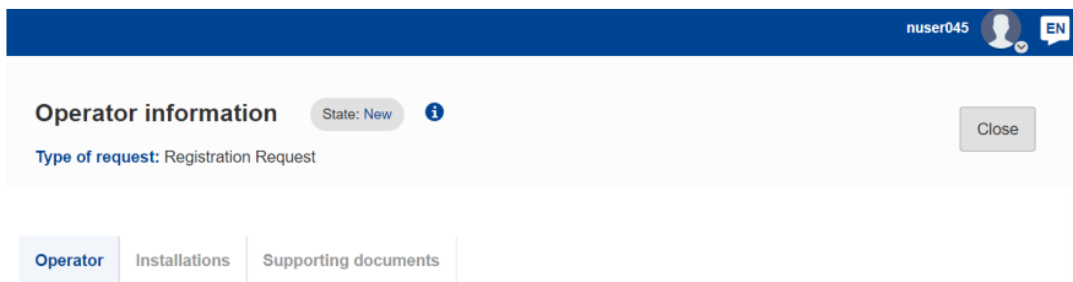 nuser045 EN
Operator information State: New
Close
Type of request: Registration Request
Operator Installations Supporting documents